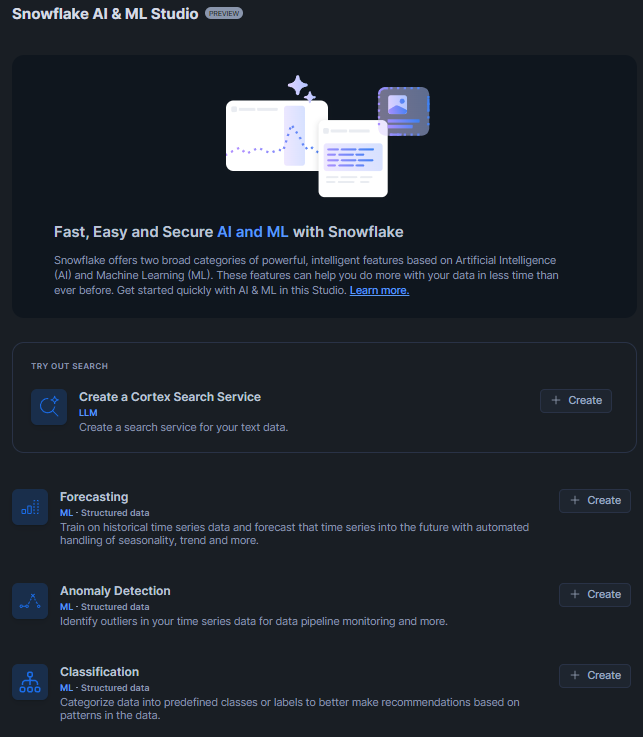 Snowflake AI & ML Studio PREVIEW
Fast, Easy and Secure AI and ML with Snowflake
Snowflake offers two broad categories of powerful, intelligent features based on Artificial Intelligence
(AI) and Machine Learning (ML). These features can help you do more with your data in less time than
ever before. Get started quickly with AI & ML in this Studio. Learn more.
TRY OUT SEARCH
Create a Cortex Search Service
LLM
Create a search service for your text data.
+ Create
Forecasting
ML · Structured data
Train on historical time series data and forecast that time series into the future with automated
handling of seasonality, trend and more.
+ Create
Anomaly Detection
ML · Structured data
Identify outliers in your time series data for data pipeline monitoring and more.
+ Create
Classification
ML · Structured data
Categorize data into predefined classes or labels to better make recommendations based on
patterns in the data.
+ Create